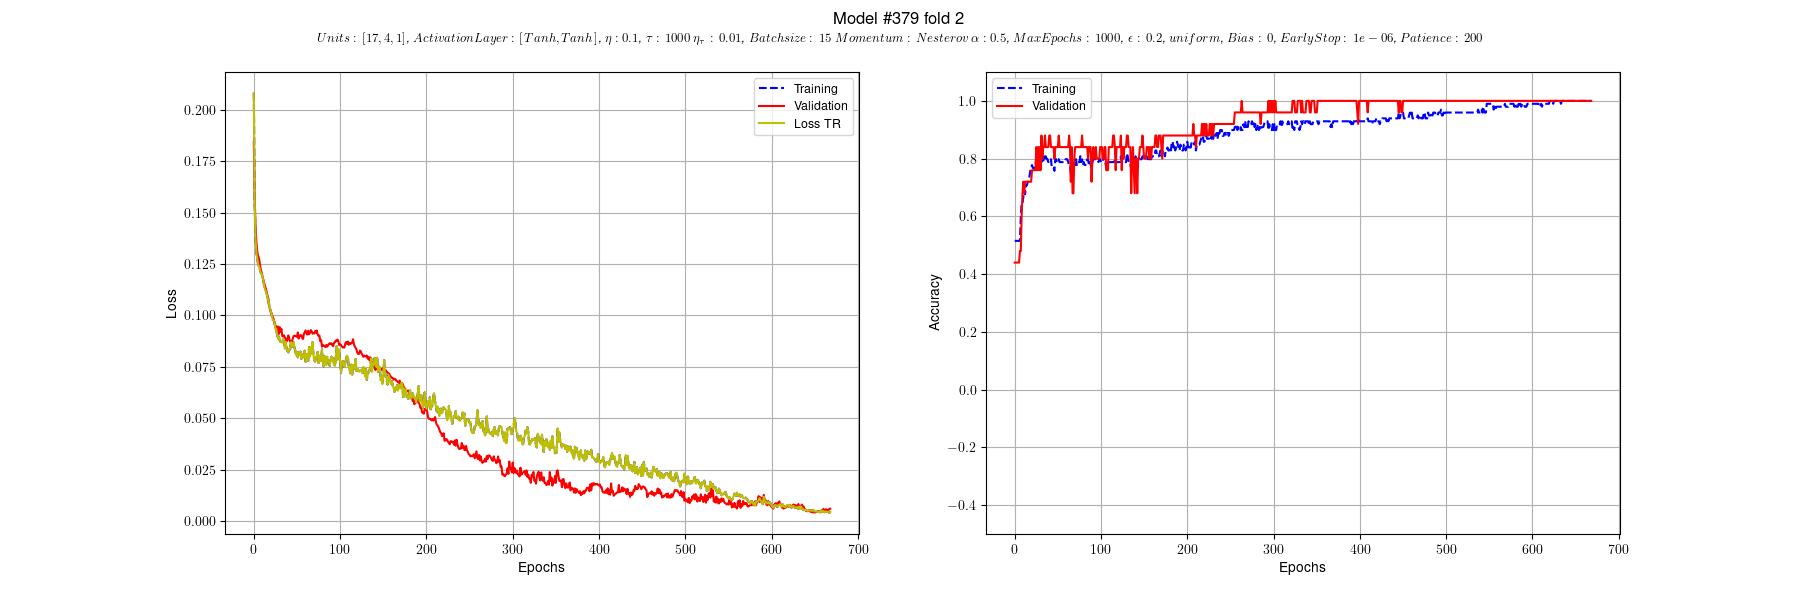 Model #379 fold 2
Units : [17, 4, 1], ActivationLayer : [Tanh, Tanh], η : 0.1, τ : 1000 η_τ : 0.01, Batchsize : 15 Momentum : Nesterov α : 0.5, MaxEpochs : 1000, ϵ : 0.2, uniform, Bias : 0, EarlyStop : 1e − 06, Patience : 200
Training
Validation
Loss TR
0.200
0.175
0.150
0.125
0.100
0.075
0.050
0.025
0.000
Loss
0 100 200 300 400 500 600 700
Epochs
Training
Validation
1.0
0.8
0.6
0.4
0.2
0.0
−0.2
−0.4
Accuracy
0 100 200 300 400 500 600 700
Epochs